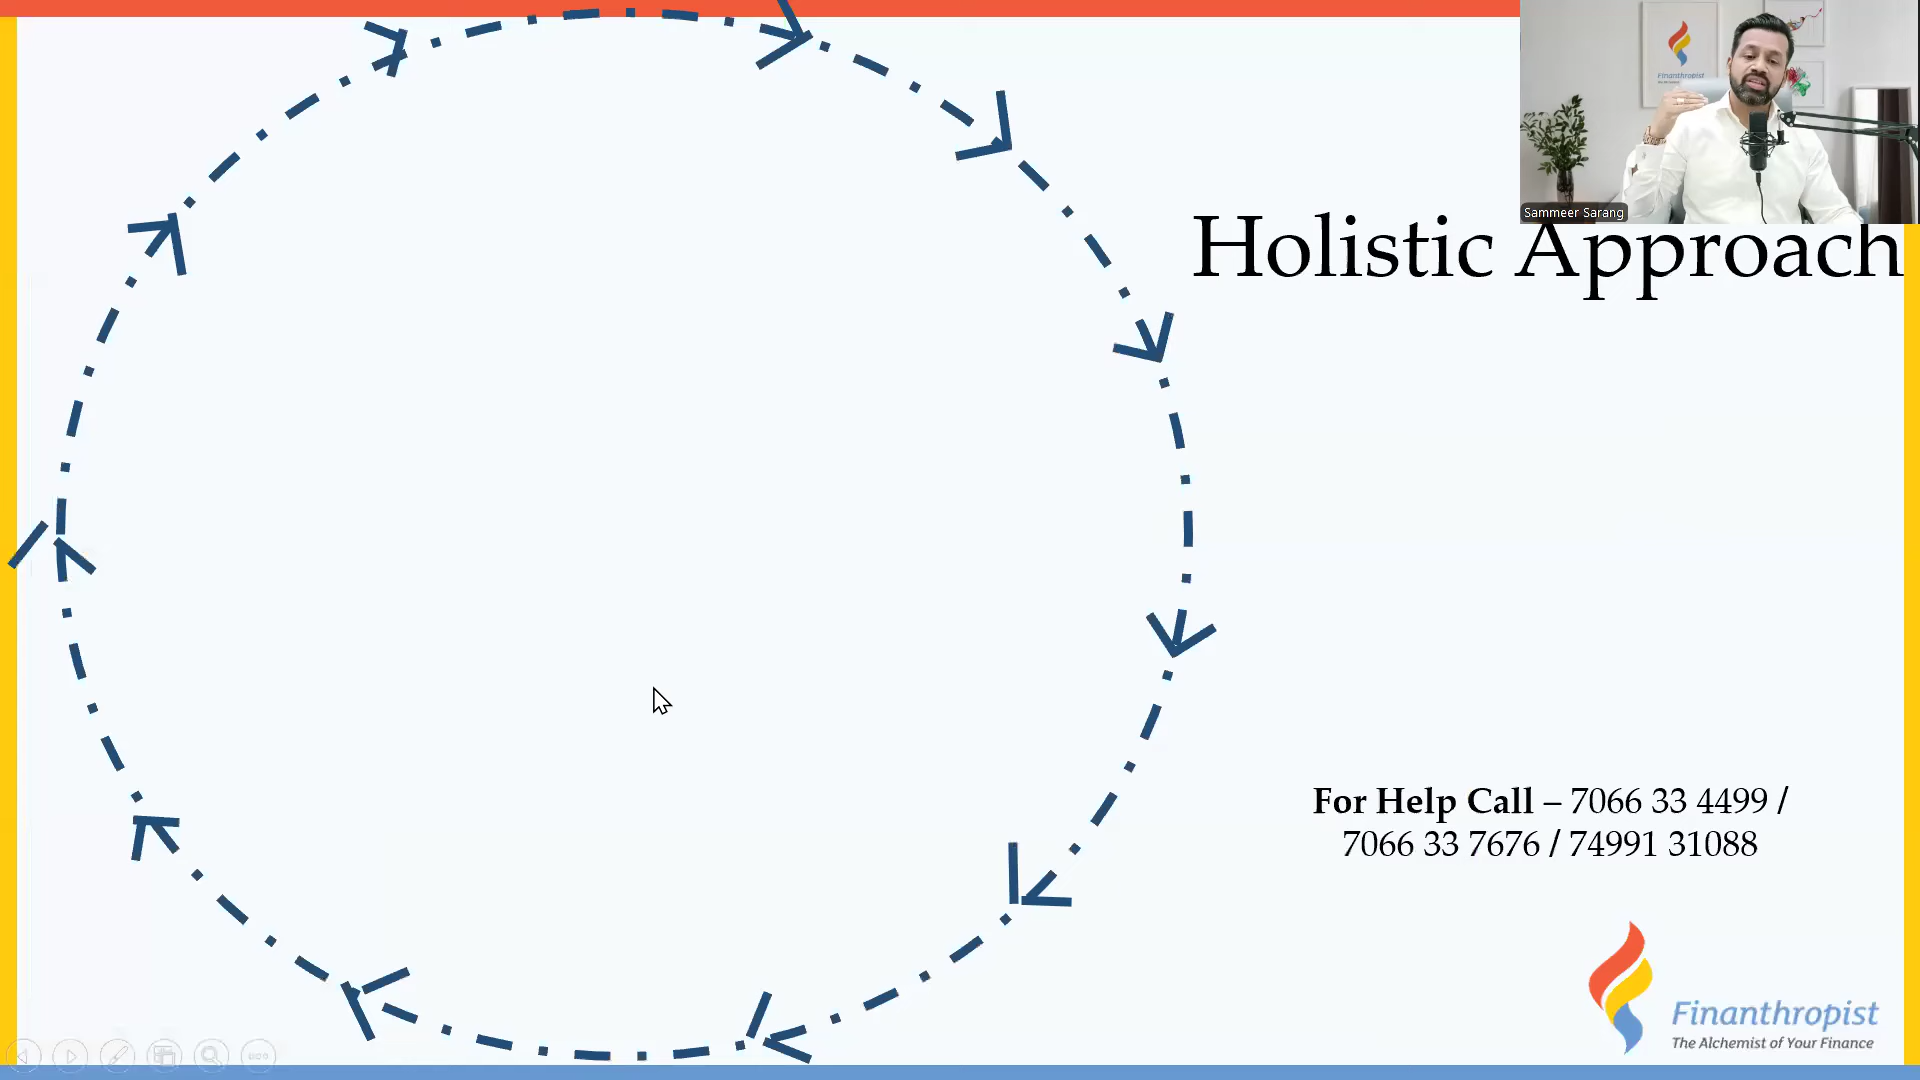 Finanthropist
Sammeer Sarang
Holistic Approach
For Help Call – 7066 33 4499 /
7066 33 7676 / 74991 31088
Finanthropist
The Alchemist of Your Finance